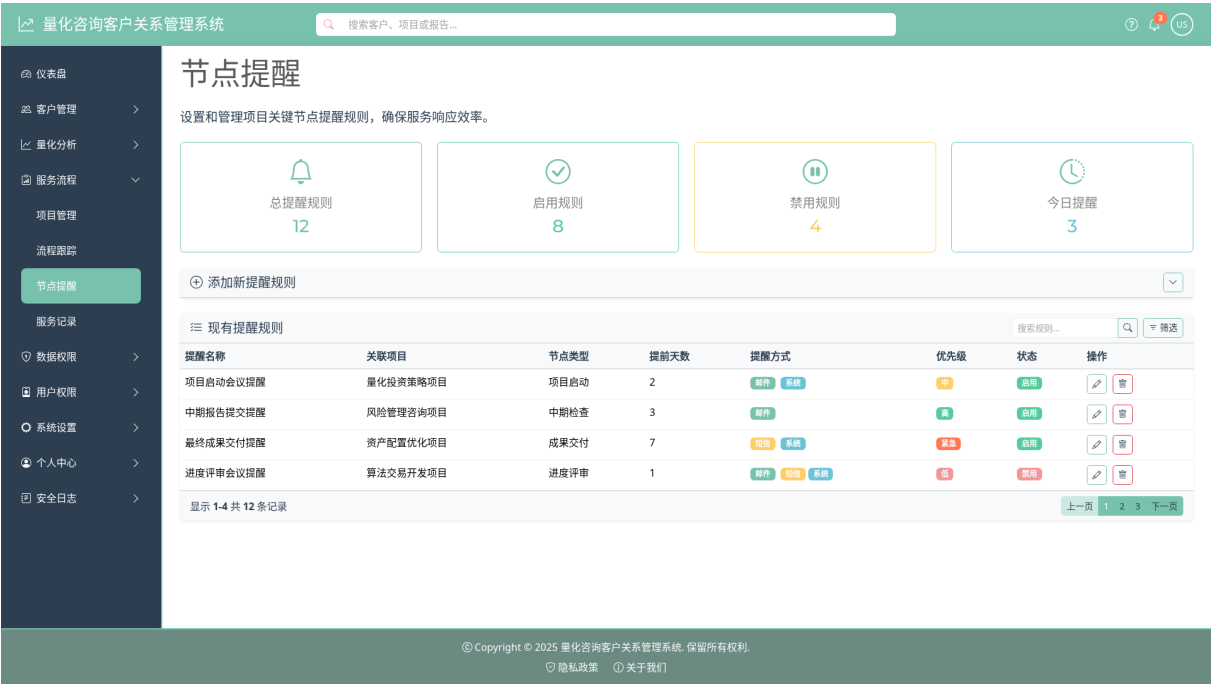 量化咨询客户关系管理系统
搜索客户、项目或报告...
3
US
仪表盘
客户管理
量化分析
服务流程
项目管理
流程跟踪
节点提醒
服务记录
数据权限
用户权限
系统设置
个人中心
安全日志
节点提醒
设置和管理项目关键节点提醒规则，确保服务响应效率。
总提醒规则
12
启用规则
8
禁用规则
4
今日提醒
3
添加新提醒规则
现有提醒规则 搜索规则... 筛选
提醒名称 关联项目 节点类型 提前天数 提醒方式 优先级 状态 操作
项目启动会议提醒 量化投资策略项目 项目启动 2 邮件 系统 中 启用
中期报告提交提醒 风险管理咨询项目 中期检查 3 邮件 高 启用
最终成果交付提醒 资产配置优化项目 成果交付 7 短信 系统 紧急 启用
进度评审会议提醒 算法交易开发项目 进度评审 1 邮件 短信 系统 低 禁用
显示 1-4 共 12 条记录 上一页 1 2 3 下一页
© Copyright © 2025 量化咨询客户关系管理系统. 保留所有权利.
隐私政策 关于我们